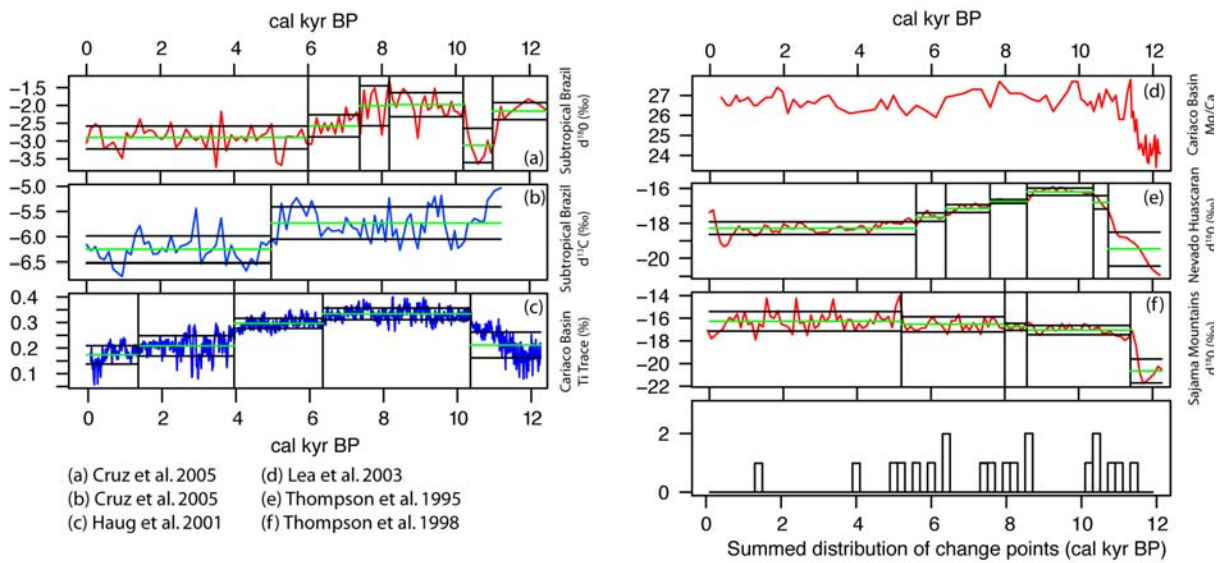 cal kyr BP
0 2 4 6 8 10 12
-1.5
-2.0
-2.5
-3.0
-3.5
(a)
Subtropical Brazil
d¹⁸O (‰)
-5.0
-5.5
-6.0
-6.5
(b)
Subtropical Brazil
d¹³C (‰)
0.4
0.3
0.2
0.1
(c)
Cariaco Basin
Ti Trace (%)
0 2 4 6 8 10 12
cal kyr BP
(a) Cruz et al. 2005
(b) Cruz et al. 2005
(c) Haug et al. 2001
(d) Lea et al. 2003
(e) Thompson et al. 1995
(f) Thompson et al. 1998
cal kyr BP
0 2 4 6 8 10 12
27
26
25
24
(d)
Cariaco Basin
Mg/Ca
-16
-18
-20
(e)
Nevado Huascaran
d¹⁸O (‰)
-14
-16
-18
-20
-22
(f)
Sajama Mountains
d¹⁸O (‰)
2
0
0 2 4 6 8 10 12
Summed distribution of change points (cal kyr BP)